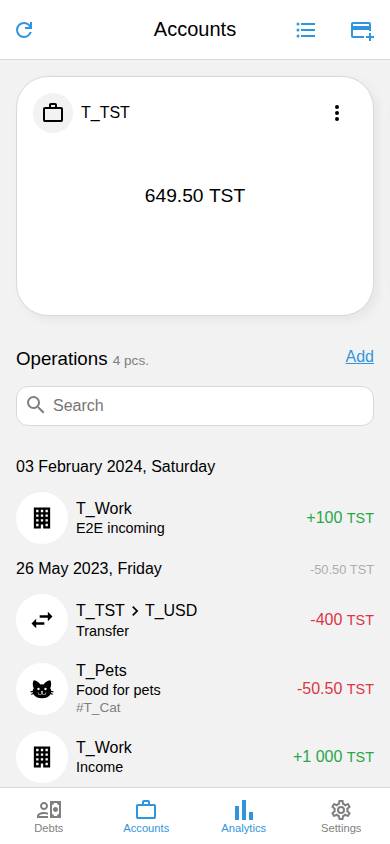 Accounts
T_TST
649.50 TST
Operations 4 pcs. Add
Search
03 February 2024, Saturday
T_Work
E2E incoming
+100 TST
26 May 2023, Friday -50.50 TST
T_TST > T_USD
Transfer
-400 TST
T_Pets
Food for pets
#T_Cat
-50.50 TST
T_Work
Income
+1 000 TST
Debts Accounts Analytics Settings